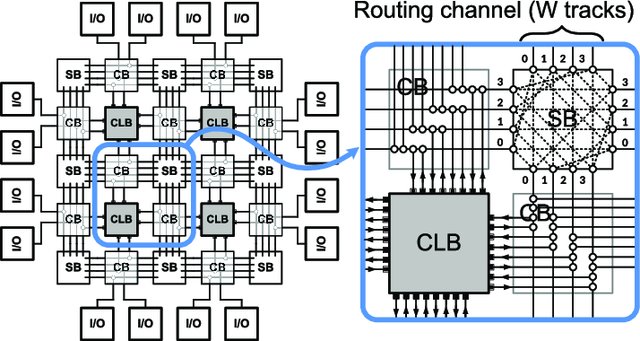 Routing channel (W tracks)
I/O I/O I/O I/O
0 1 2 3
SB CB SB CB SB
CB SB
3 3
I/O I/O
2 2
CB CLB CB CLB CB
1 1
I/O I/O
0 0
SB CB SB CB SB
0 1 2 3
I/O I/O
CB
CB CLB CB CLB CB
CLB
I/O I/O
SB CB SB CB SB
I/O I/O I/O I/O